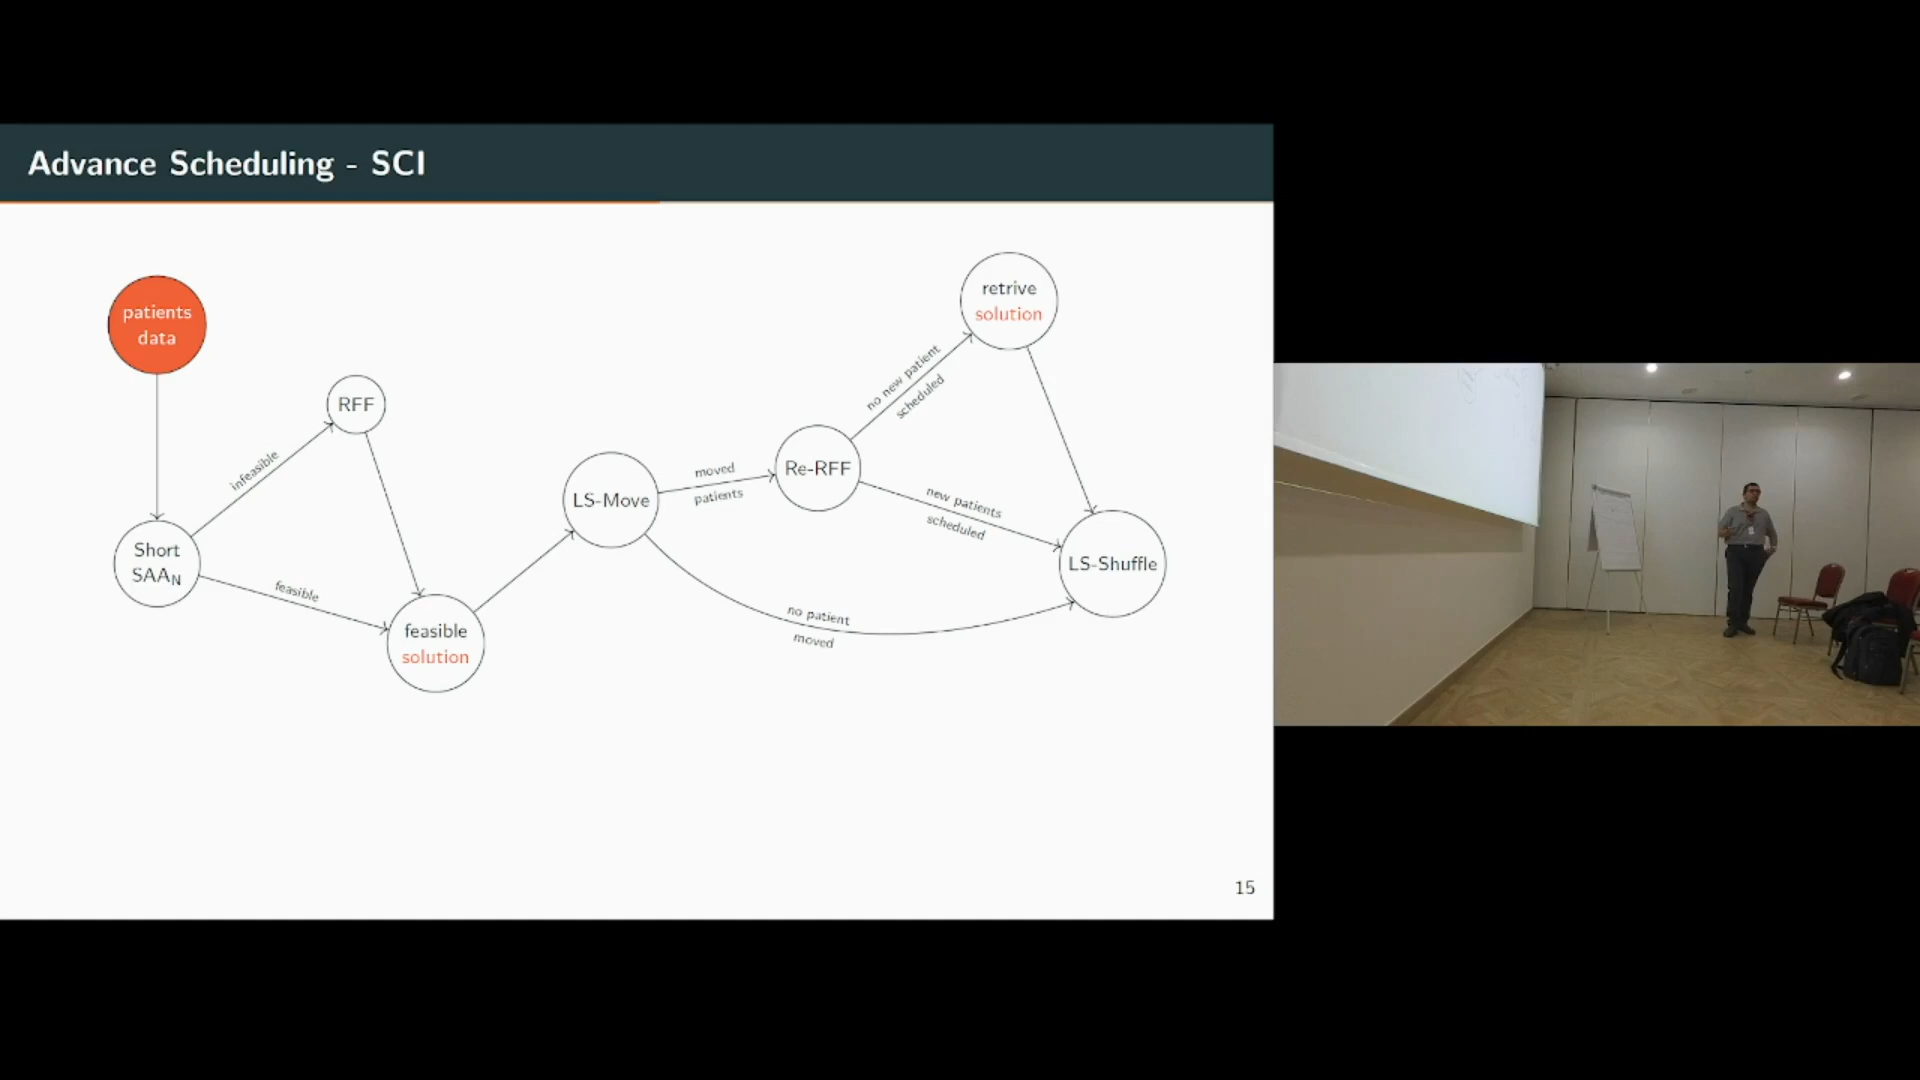 Advance Scheduling - SCI
patients
data
RFF
infeasible
Short
SAAN
feasible
feasible
solution
LS-Move
moved
patients
Re-RFF
no new patient
scheduled
retrive
solution
new patients
scheduled
LS-Shuffle
no patient
moved
15